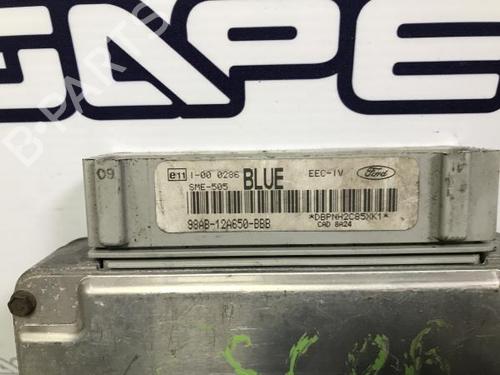 GAPE
B-PARTS
09
e11 1-00 0286 BLUE EEC-IV Ford
SME-505
98AB-12A650-BBB
*DBPNH2C85XK1*
CAD 8A24